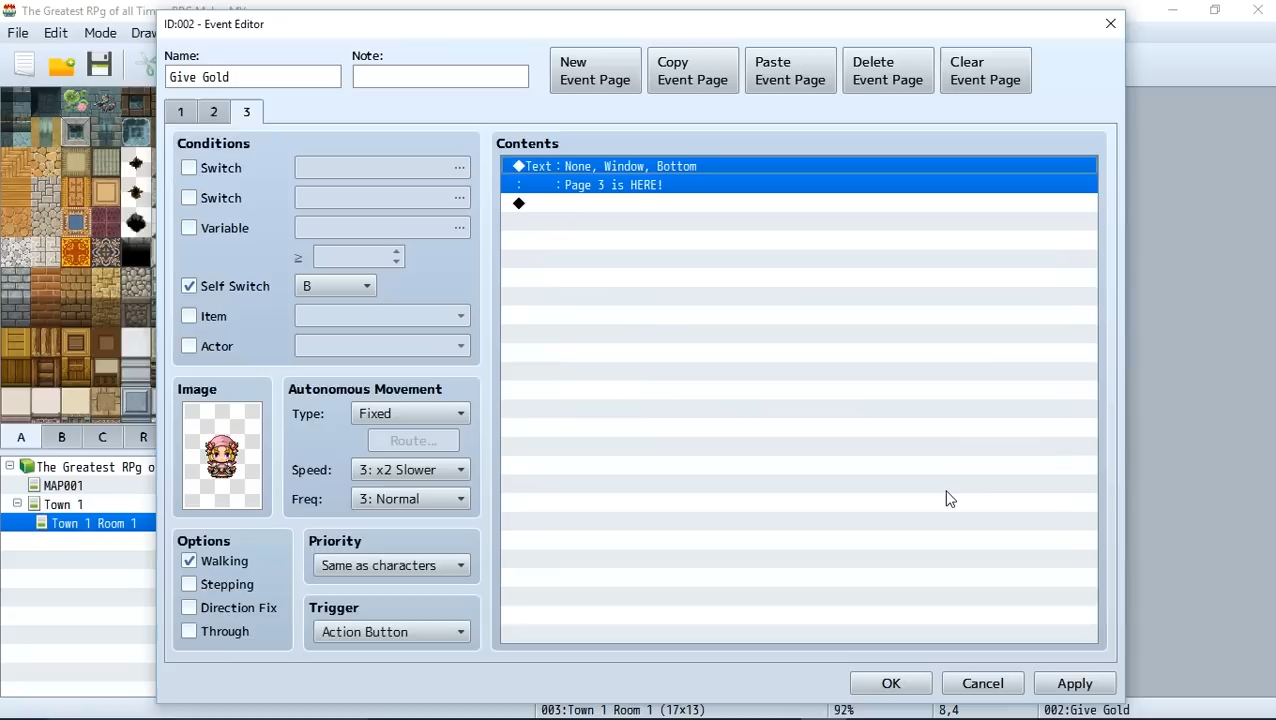 The Greatest RPg of all Tim
ID:002 - Event Editor
File Edit Mode Draw
Name: Note:
Give Gold
New Event Page
Copy Event Page
Paste Event Page
Delete Event Page
Clear Event Page
1 2 3
Conditions
Switch ...
Switch ...
Variable ...
≥
Self Switch B
Item
Actor
Contents
◆Text : None, Window, Bottom
: : Page 3 is HERE!
◆
Image
Autonomous Movement
Type: Fixed
Route...
Speed: 3: x2 Slower
Freq: 3: Normal
Options
Walking
Stepping
Direction Fix
Through
Priority
Same as characters
Trigger
Action Button
A B C R
The Greatest RPg o
MAP001
Town 1
Town 1 Room 1
OK Cancel Apply
003:Town 1 Room 1 (17x13) 92% 8,4 002:Give Gold